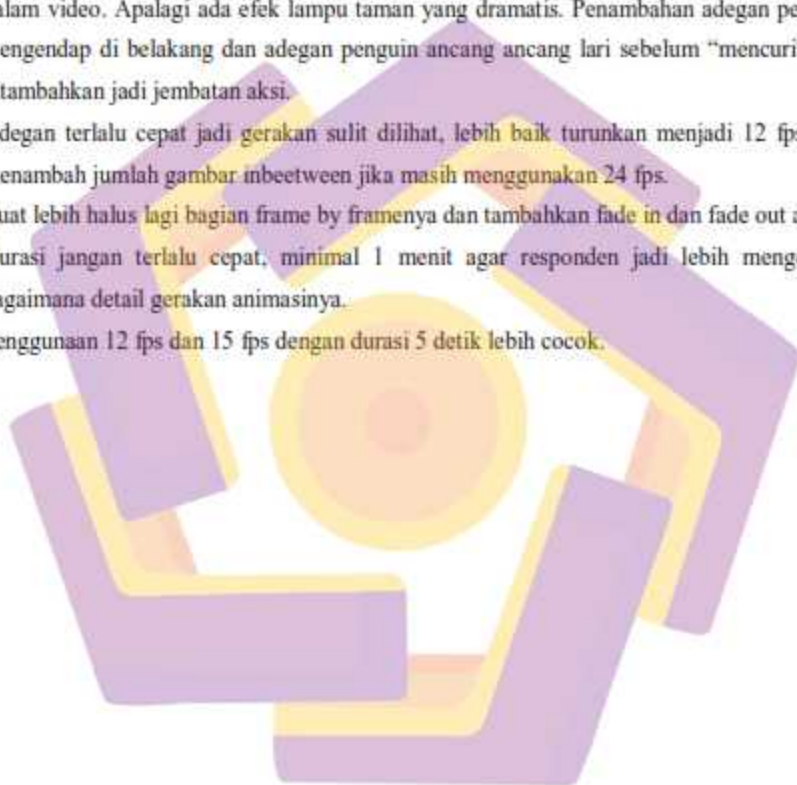 alam video. Apalagi ada efek lampu taman yang dramatis. Penambahan adegan pe
engendap di belakang dan adegan penguin ancang ancang lari sebelum “mencuri
tambahkan jadi jembatan aksi.
degan terlalu cepat jadi gerakan sulit dilihat, lebih baik turunkan menjadi 12 fps
enambah jumlah gambar inbeetween jika masih menggunakan 24 fps.
uat lebih halus lagi bagian frame by framenya dan tambahkan fade in dan fade out a
urasi jangan terlalu cepat, minimal 1 menit agar responden jadi lebih menge
agaimana detail gerakan animasinya.
enggunaan 12 fps dan 15 fps dengan durasi 5 detik lebih cocok.